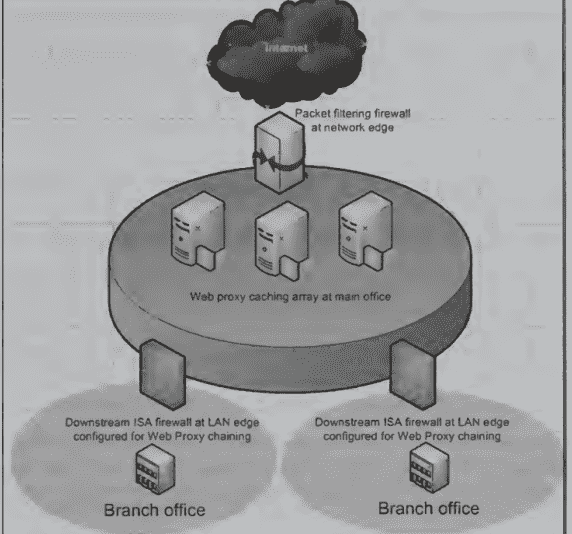 Internet
Packet filtering firewall
at network edge
Web proxy caching array at main office
Downstream ISA firewall at LAN edge
configured for Web Proxy chaining
Branch office
Downstream ISA firewall at LAN edge
configured for Web Proxy chaining
Branch office